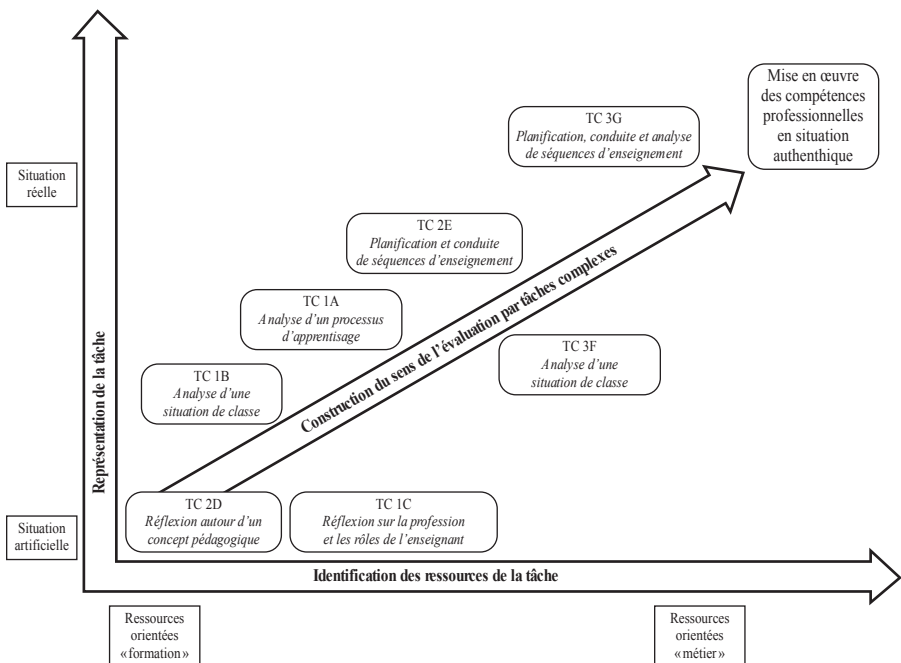 Mise en œuvre
des compétences
professionnelles
en situation
authenthique
TC 3G
Planification, conduite et analyse
de séquences d’enseignement
Situation
réelle
TC 2E
Planification et conduite
de séquences d’enseignement
TC 1A
Analyse d’un processus
d’apprentisage
TC 3F
Analyse d’une
situation de classe
TC 1B
Analyse d’une
situation de classe
Construction du sens de l’évaluation par tâches complexes
Représentation de la tâche
TC 2D
Réflexion autour d’un
concept pédagogique
TC 1C
Réflexion sur la profession
et les rôles de l’enseignant
Situation
artificielle
Identification des ressources de la tâche
Ressources
orientées
«formation»
Ressources
orientées
«métier»